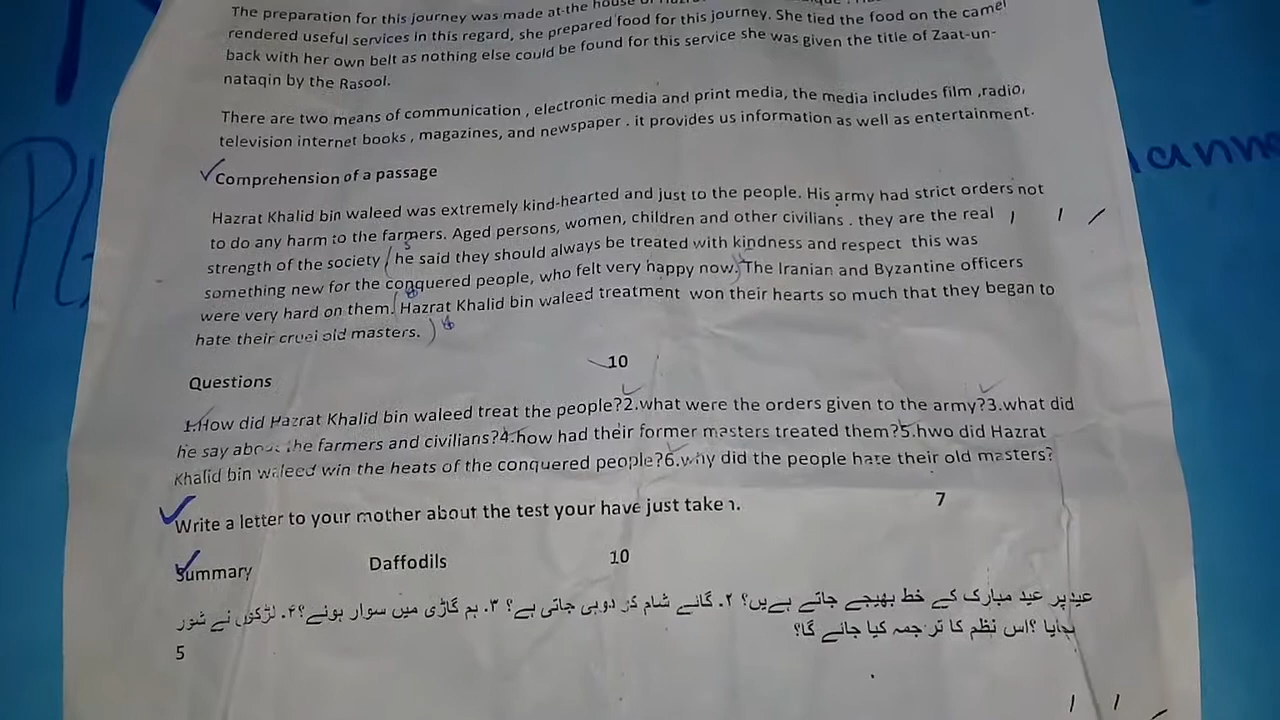 The preparation for this journey was made at the house of
rendered useful services in this regard, she prepared food for this journey. She tied the food on the camel
back with her own belt as nothing else could be found for this service she was given the title of Zaat-un-
nataqin by the Rasool.
There are two means of communication , electronic media and print media, the media includes film ,radio,
television internet books , magazines, and newspaper . it provides us information as well as entertainment.
Comprehension of a passage
Hazrat Khalid bin waleed was extremely kind-hearted and just to the people. His army had strict orders not
to do any harm to the farmers. Aged persons, women, children and other civilians . they are the real
strength of the society he said they should always be treated with kindness and respect this was
something new for the conquered people, who felt very happy now. The Iranian and Byzantine officers
were very hard on them. Hazrat Khalid bin waleed treatment won their hearts so much that they began to
hate their cruel old masters.
10
Questions
1.How did Hazrat Khalid bin waleed treat the people?2.what were the orders given to the army?3.what did
he say about the farmers and civilians?4.how had their former masters treated them?5.hwo did Hazrat
Khalid bin waleed win the heats of the conquered people?6.why did the people hate their old masters?
Write a letter to your mother about the test your have just taken. 7
Summary Daffodils 10
عیدپر عید مبارک کے خط بھیجے جاتے ہےیں؟ ۲. گائے شام کو دوہی جاتی ہے؟ ۳. ہم گاڑی میں سوار ہوئے؟۴. لڑکوں نے شور
مچایا ؟اس نظم کا تر جمہ کیا جائے گا؟
5